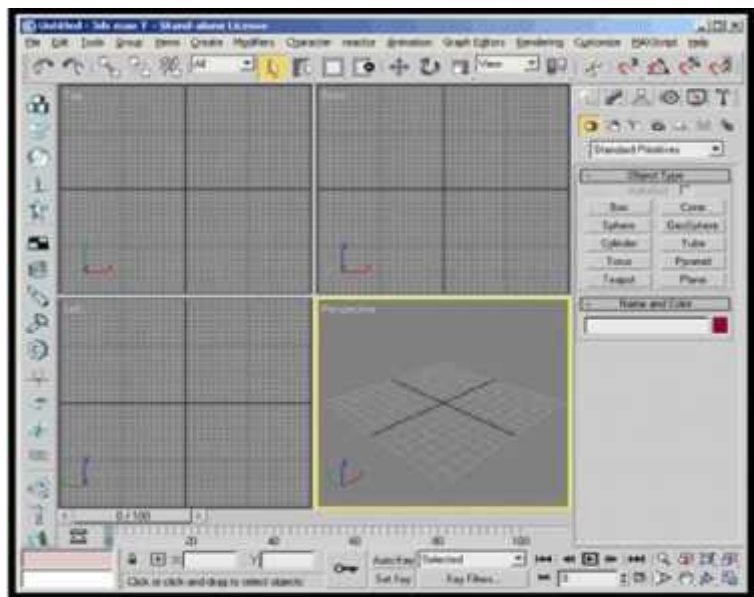 Untitled - 3ds max 7 - Stand-alone License
File Edit Tools Group Views Create Modifiers Character reactor Animation Graph Editors Rendering Customize MAXScript Help
All
View
Top
Front
Standard Primitives
Object Type
AutoGrid
Box Cone
Sphere GeoSphere
Cylinder Tube
Torus Pyramid
Teapot Plane
Left
Perspective
Name and Color
0 / 100
0 20 40 60 80 100
X: Y:
Auto Key Selected
Click or click-and-drag to select objects
Set Key Key Filters...
0